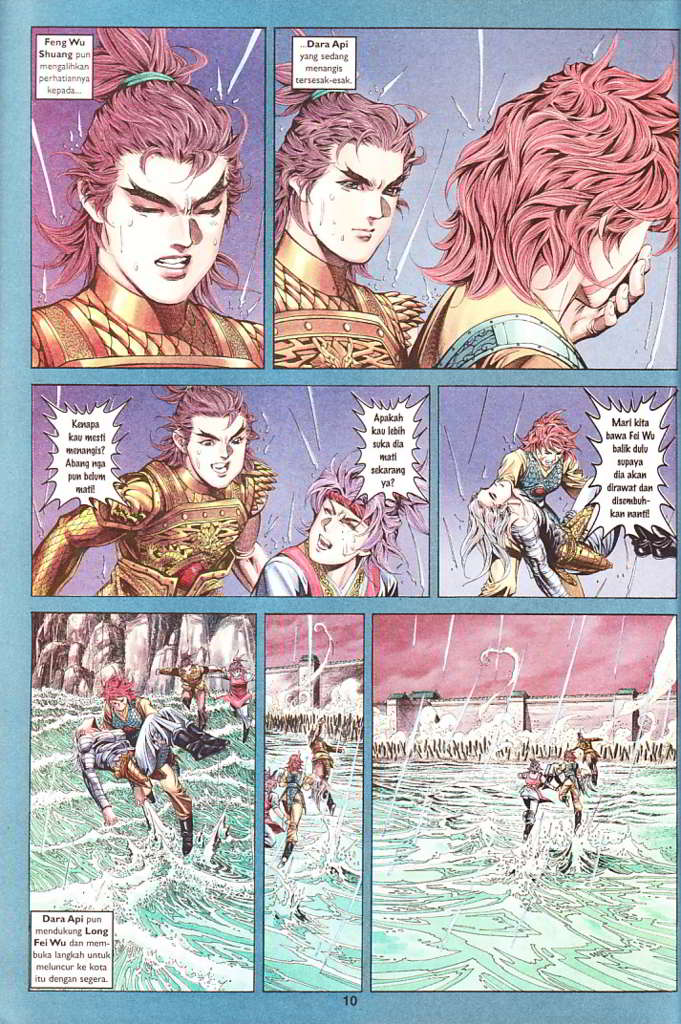 Feng Wu
Shuang pun
mengalihkan
perhatiannya
kepada...
...Dara Api
yang sedang
menangis
tersesak-esak.
Kenapa
kau mesti
menangis?
Abang nga
pun belum
mati!
Apakah
kau lebih
suka dia
mati
sekarang
ya?
Mari kita
bawa Fei Wu
balik dulu
supaya
dia akan
dirawat dan
disembuh-
kan nanti!
Dara Api pun
mendukung Long
Fei Wu dan mem-
buka langkah untuk
meluncur ke kota
itu dengan segera.
10